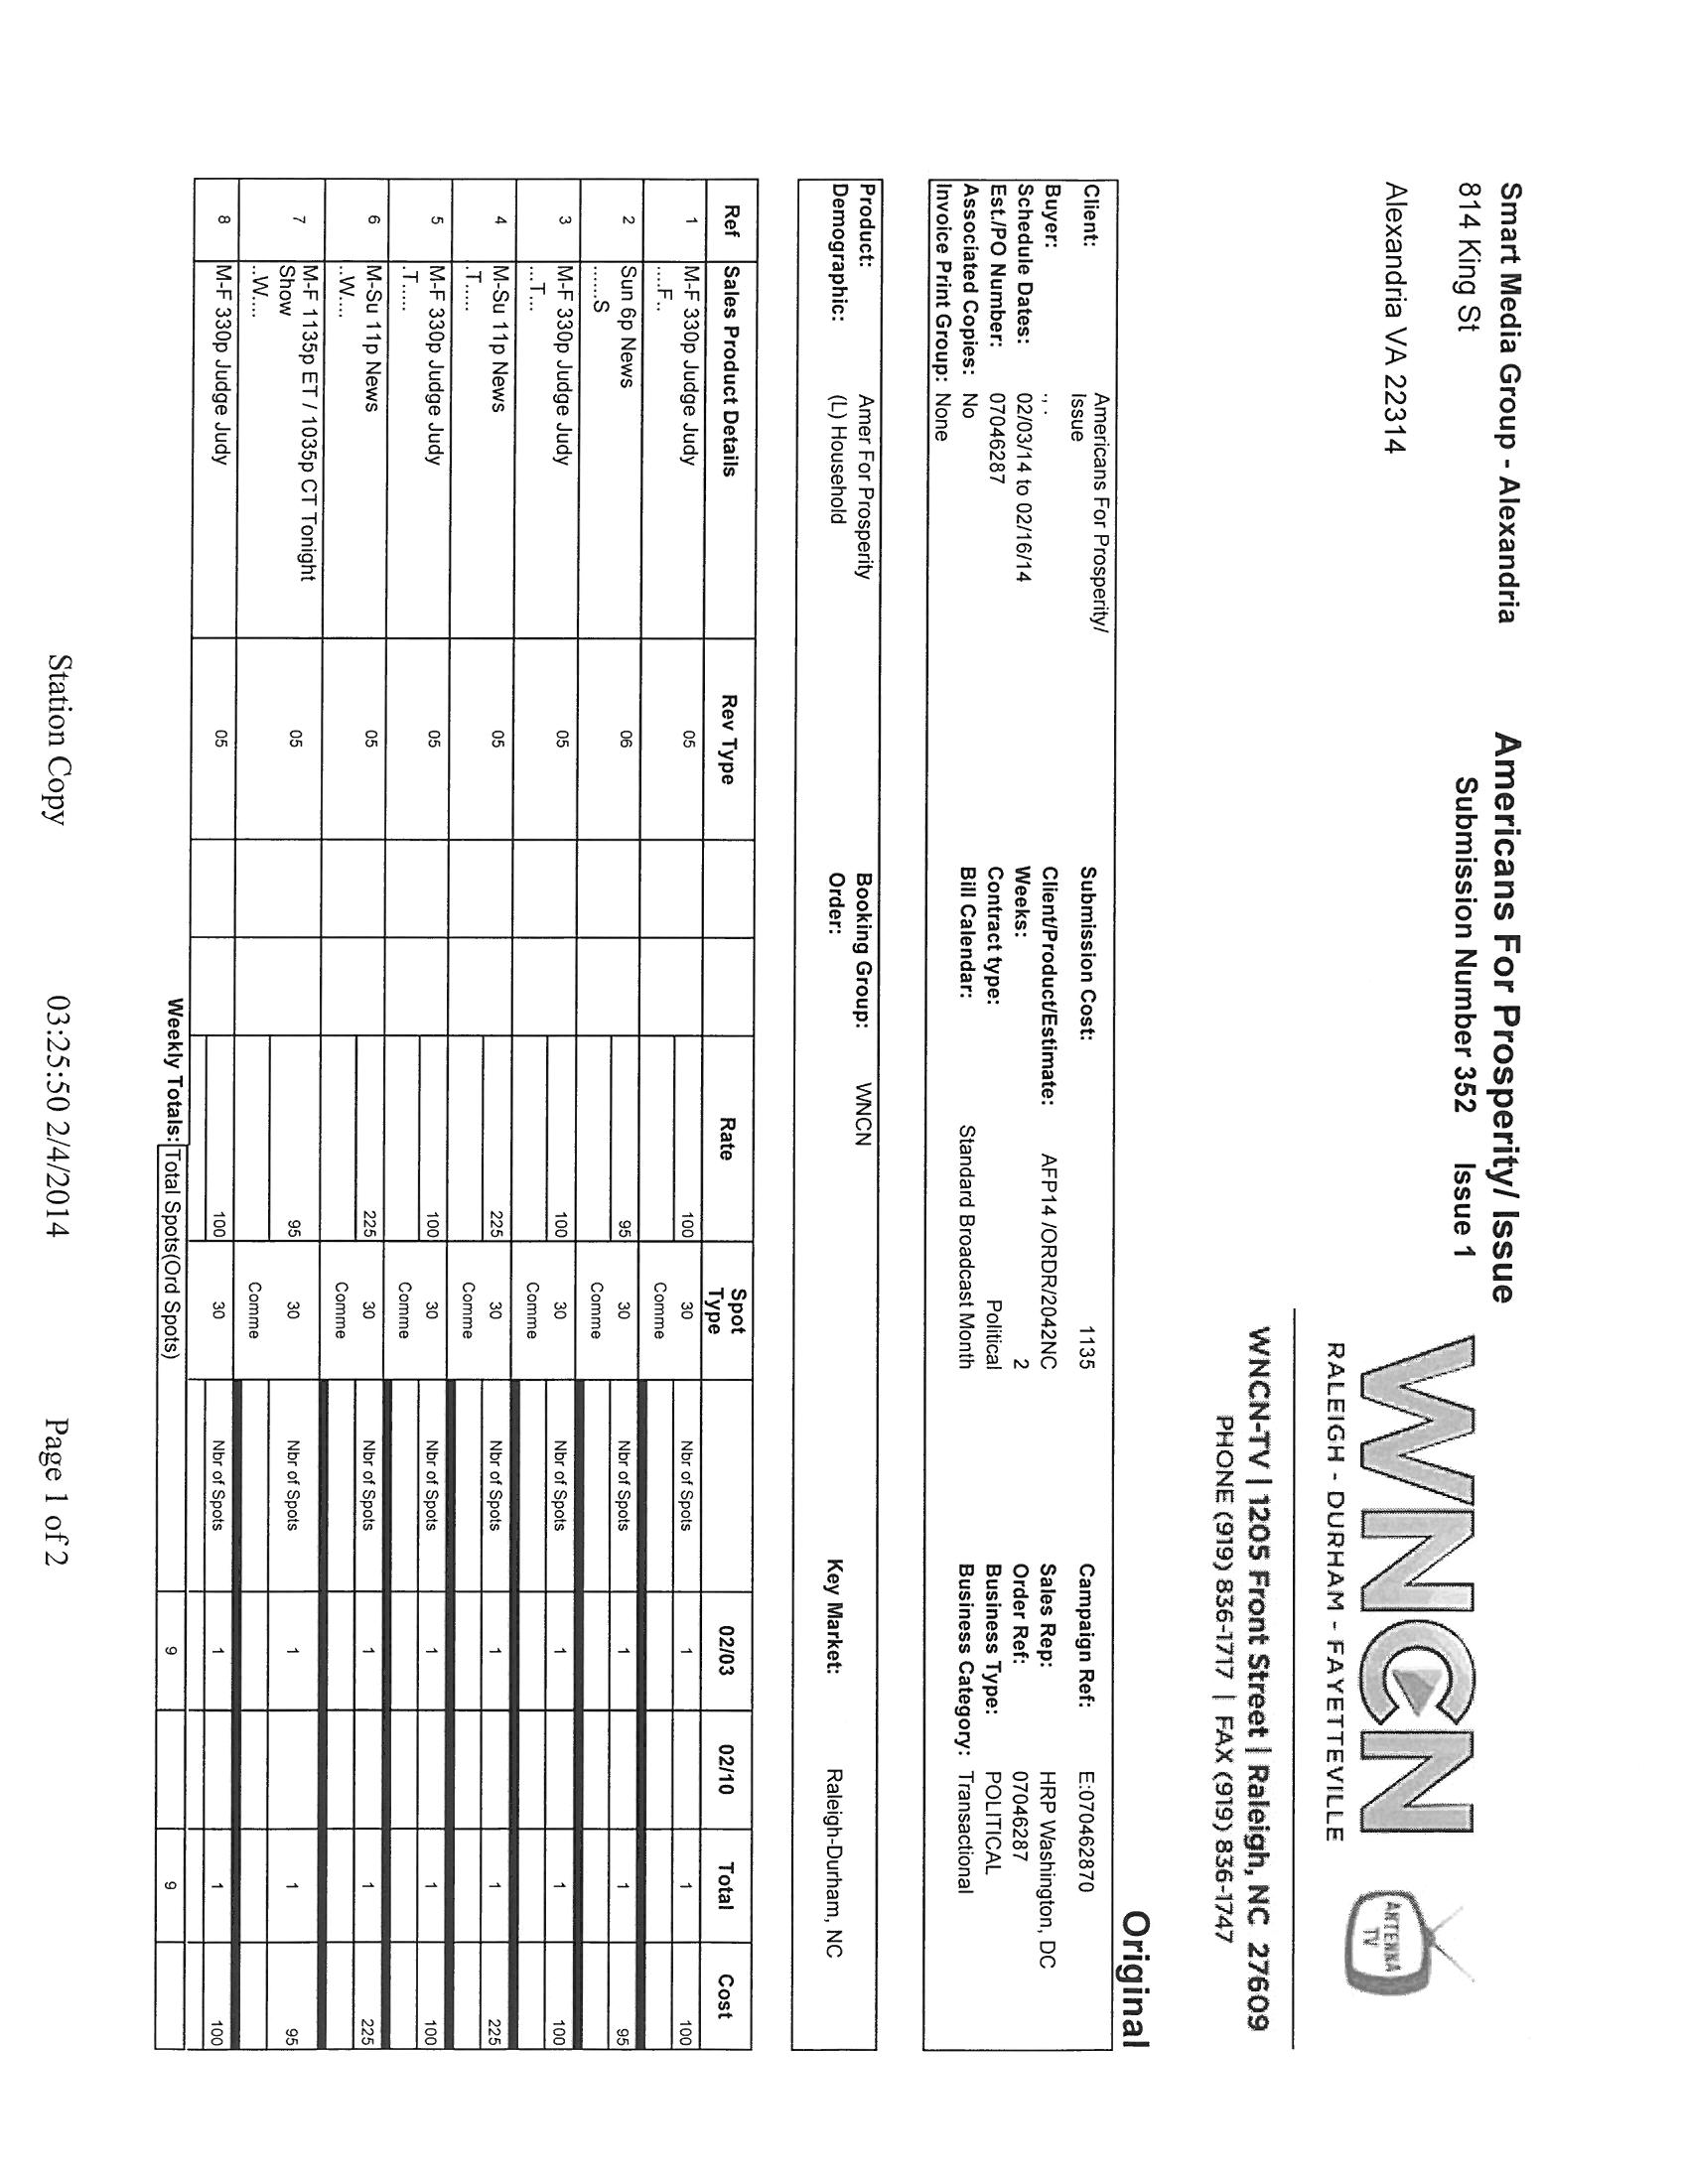 Smart Media Group - Alexandria
814 King St
Alexandria VA 22314
Americans For Prosperity/ Issue
Submission Number 352 Issue 1
WNCN
RALEIGH - DURHAM - FAYETTEVILLE
ANTENNA TV
WNCN-TV | 1205 Front Street | Raleigh, NC 27609
PHONE (919) 836-1717 | FAX (919) 836-1747
Original
Client: Americans For Prosperity/ Issue Submission Cost: 1135 Campaign Ref: E:070462870
Buyer: ., . Client/Product/Estimate: AFP14 /ORDR/2042NC Sales Rep: HRP Washington, DC
Schedule Dates: 02/03/14 to 02/16/14 Weeks: 2 Order Ref: 07046287
Est./PO Number: 07046287 Contract type: Political Business Type: POLITICAL
Associated Copies: No Bill Calendar: Standard Broadcast Month Business Category: Transactional
Invoice Print Group: None
Product: Amer For Prosperity Booking Group: WNCN
Demographic: (L) Household Order: Key Market: Raleigh-Durham, NC
Ref Sales Product Details Rev Type Rate Spot Type 02/03 02/10 Total Cost
1 M-F 330p Judge Judy 05 100 30 Nbr of Spots 1 1 100
....F.. Comme
2 Sun 6p News 06 95 30 Nbr of Spots 1 1 95
......S Comme
3 M-F 330p Judge Judy 05 100 30 Nbr of Spots 1 1 100
...T... Comme
4 M-Su 11p News 05 225 30 Nbr of Spots 1 1 225
.T..... Comme
5 M-F 330p Judge Judy 05 100 30 Nbr of Spots 1 1 100
.T..... Comme
6 M-Su 11p News 05 225 30 Nbr of Spots 1 1 225
..W.... Comme
7 M-F 1135p ET / 1035p CT Tonight 05 95 30 Nbr of Spots 1 1 95
Show
..W.... Comme
8 M-F 330p Judge Judy 05 100 30 Nbr of Spots 1 1 100
Weekly Totals: Total Spots(Ord Spots) 9 9
Station Copy 03:25:50 2/4/2014 Page 1 of 2